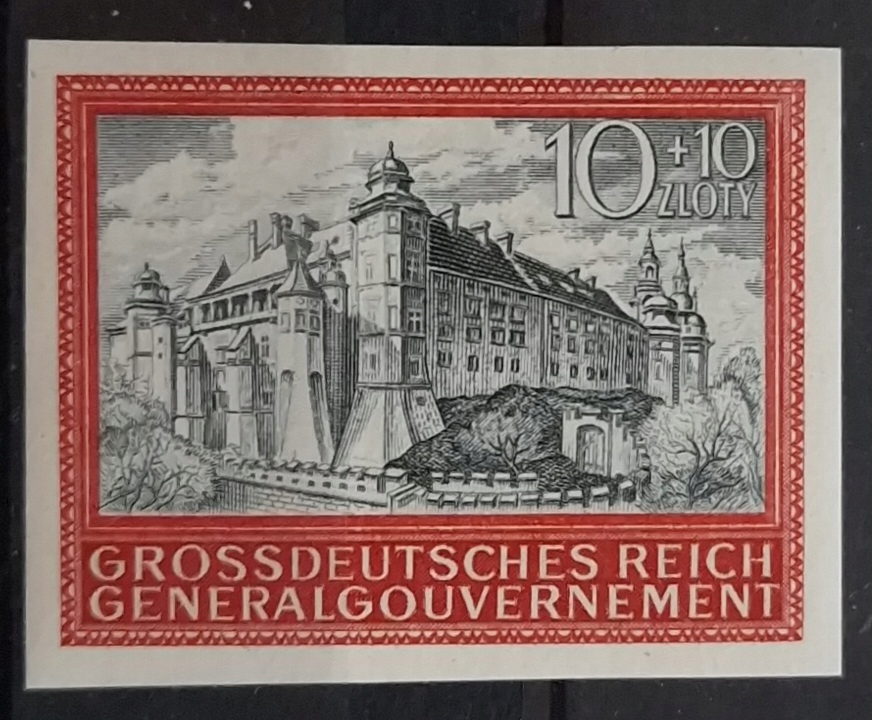 10+10
ZLOTY
GROSSDEUTSCHES REICH
GENERALGOUVERNEMENT